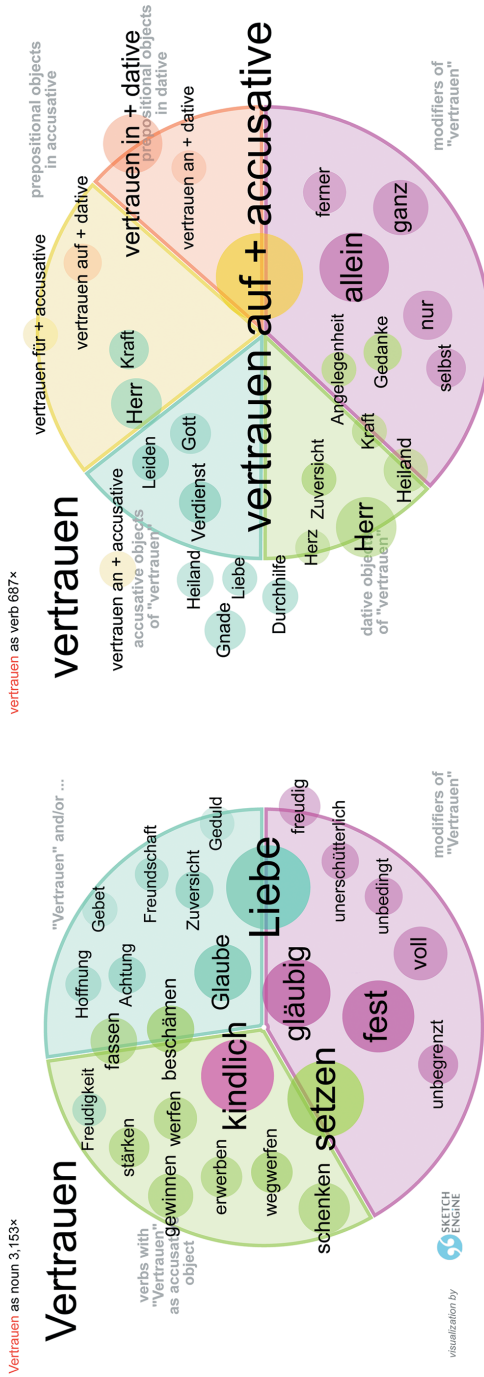 Vertrauen as noun 3,153×
Vertrauen
verbs with
"Vertrauen"
as accusat
object
"Vertrauen" and/or ...
modifiers of
"Vertrauen"
Freudigkeit
stärken
gewinnen
werfen
erwerben
wegwerfen
schenken
setzen
fassen
beschämen
kindlich
Hoffnung
Achtung
Gebet
Freundschaft
Zuversicht
Geduld
Glaube
Liebe
gläubig
fest
voll
freudig
unerschütterlich
unbedingt
unbegrenzt
visualization by
SKETCH
ENGINE
vertrauen as verb 687×
vertrauen
prepositional objects
in accusative
prepositional objects
in dative
accusative objects
of "vertrauen"
dative objec
of "vertrauen"
modifiers of
"vertrauen"
vertrauen an + accusative
vertrauen für + accusative
vertrauen auf + dative
vertrauen in + dative
vertrauen an + dative
vertrauen auf + accusative
Kraft
Herr
Leiden
Gott
Verdienst
Heiland
Liebe
Gnade
Durchhilfe
Herz
Zuversicht
Herr
Heiland
Kraft
Angelegenheit
Gedanke
ferner
allein
ganz
nur
selbst